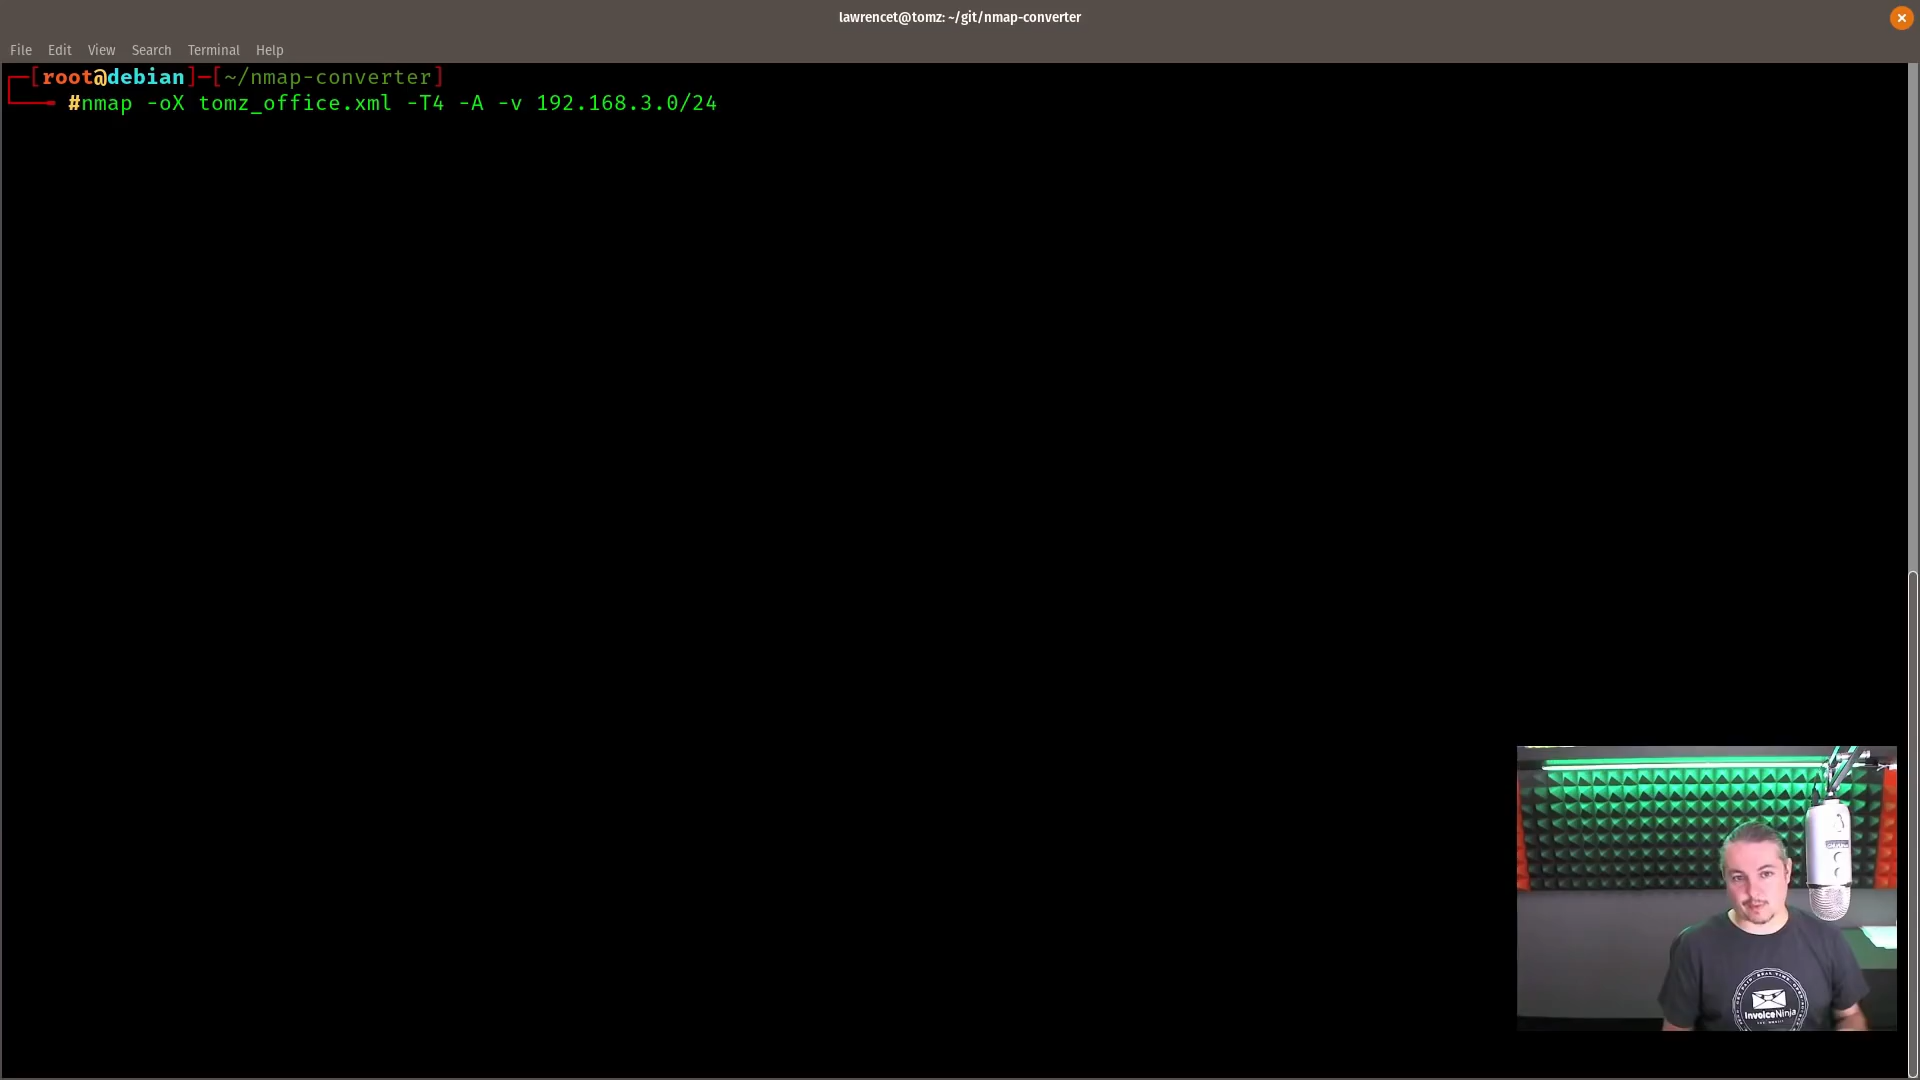 lawrencet@tomz: ~/git/nmap-converter
File Edit View Search Terminal Help
[root@debian]─[~/nmap-converter]
#nmap -oX tomz_office.xml -T4 -A -v 192.168.3.0/24
InvoiceNinja